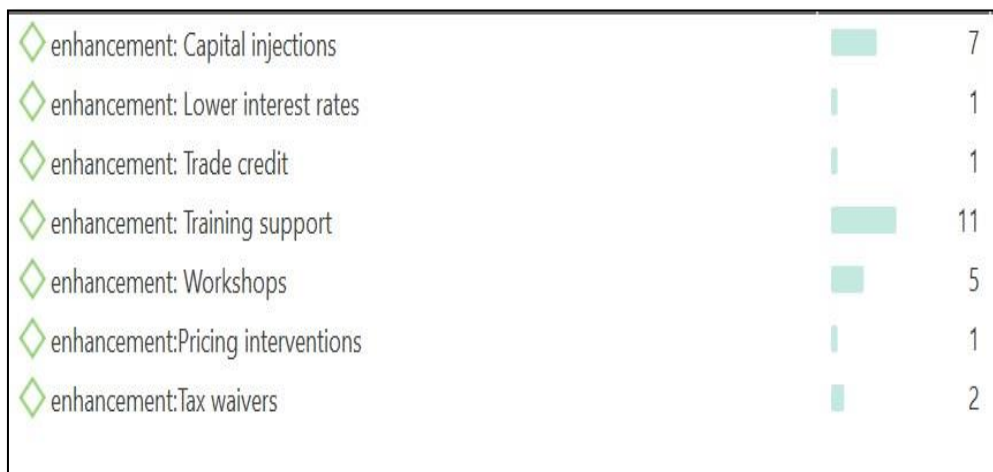 enhancement: Capital injections 7
enhancement: Lower interest rates 1
enhancement: Trade credit 1
enhancement: Training support 11
enhancement: Workshops 5
enhancement:Pricing interventions 1
enhancement:Tax waivers 2